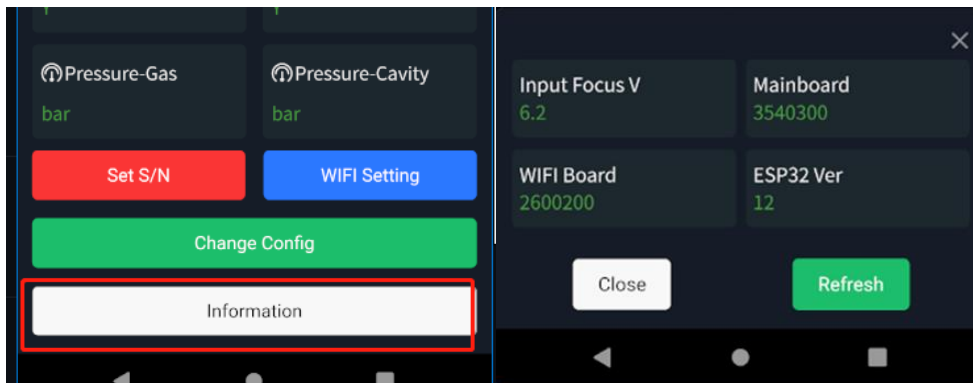 Pressure-Gas
bar
Pressure-Cavity
bar
Set S/N
WIFI Setting
Change Config
Information
Input Focus V
6.2
Mainboard
3540300
WIFI Board
2600200
ESP32 Ver
12
Close
Refresh